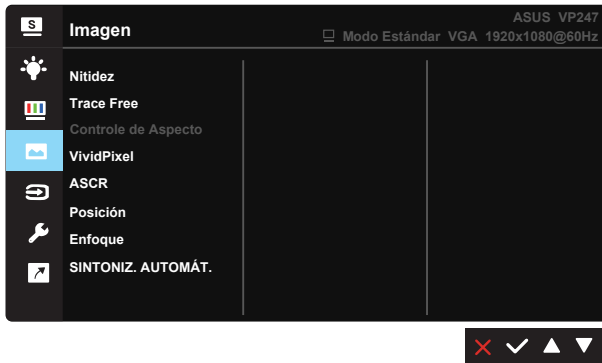 S
Imagen
ASUS VP247
Modo Estándar VGA 1920x1080@60Hz
Nitidez
Trace Free
Controle de Aspecto
VividPixel
ASCR
Posición
Enfoque
SINTONIZ. AUTOMÁT.